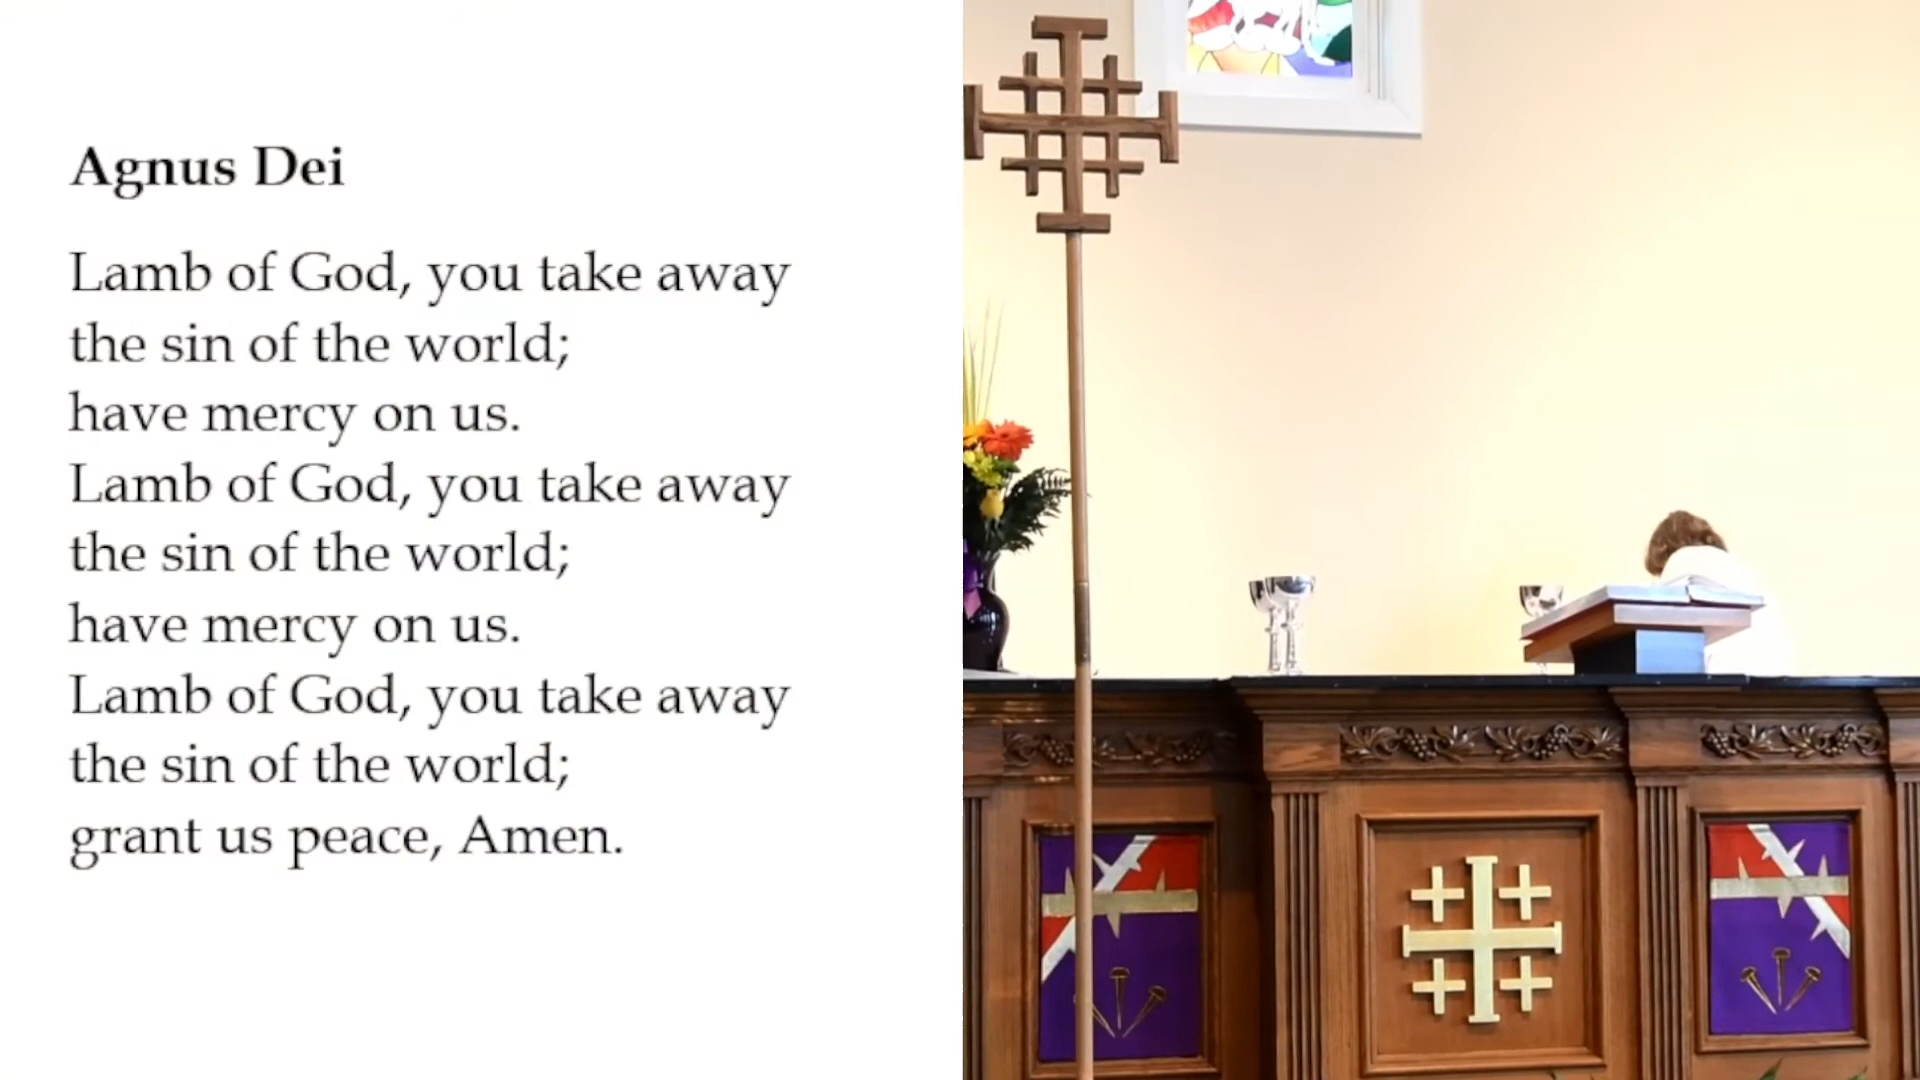 Agnus Dei
Lamb of God, you take away
the sin of the world;
have mercy on us.
Lamb of God, you take away
the sin of the world;
have mercy on us.
Lamb of God, you take away
the sin of the world;
grant us peace, Amen.